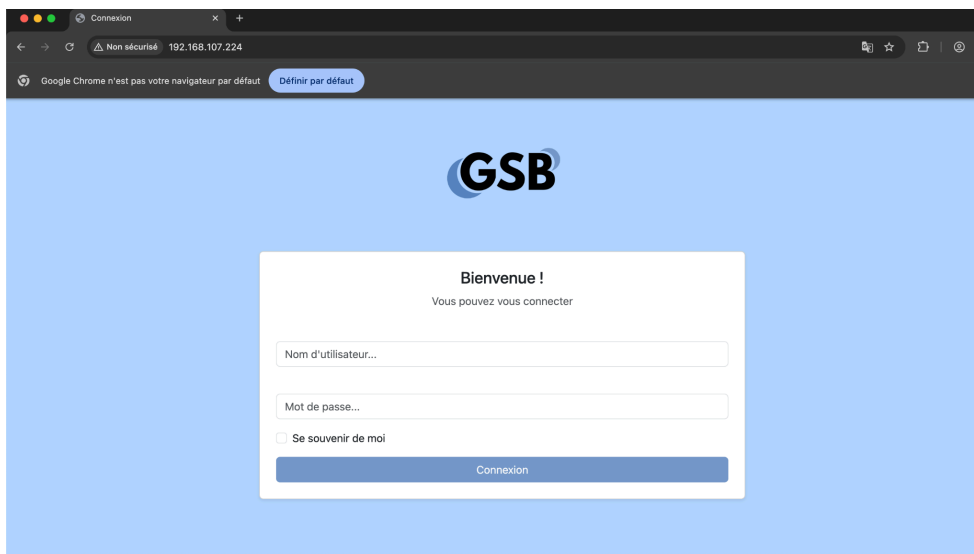 Connexion
Non sécurisé 192.168.107.224
Google Chrome n'est pas votre navigateur par défaut Définir par défaut
GSB
Bienvenue !
Vous pouvez vous connecter
Nom d'utilisateur...
Mot de passe...
Se souvenir de moi
Connexion